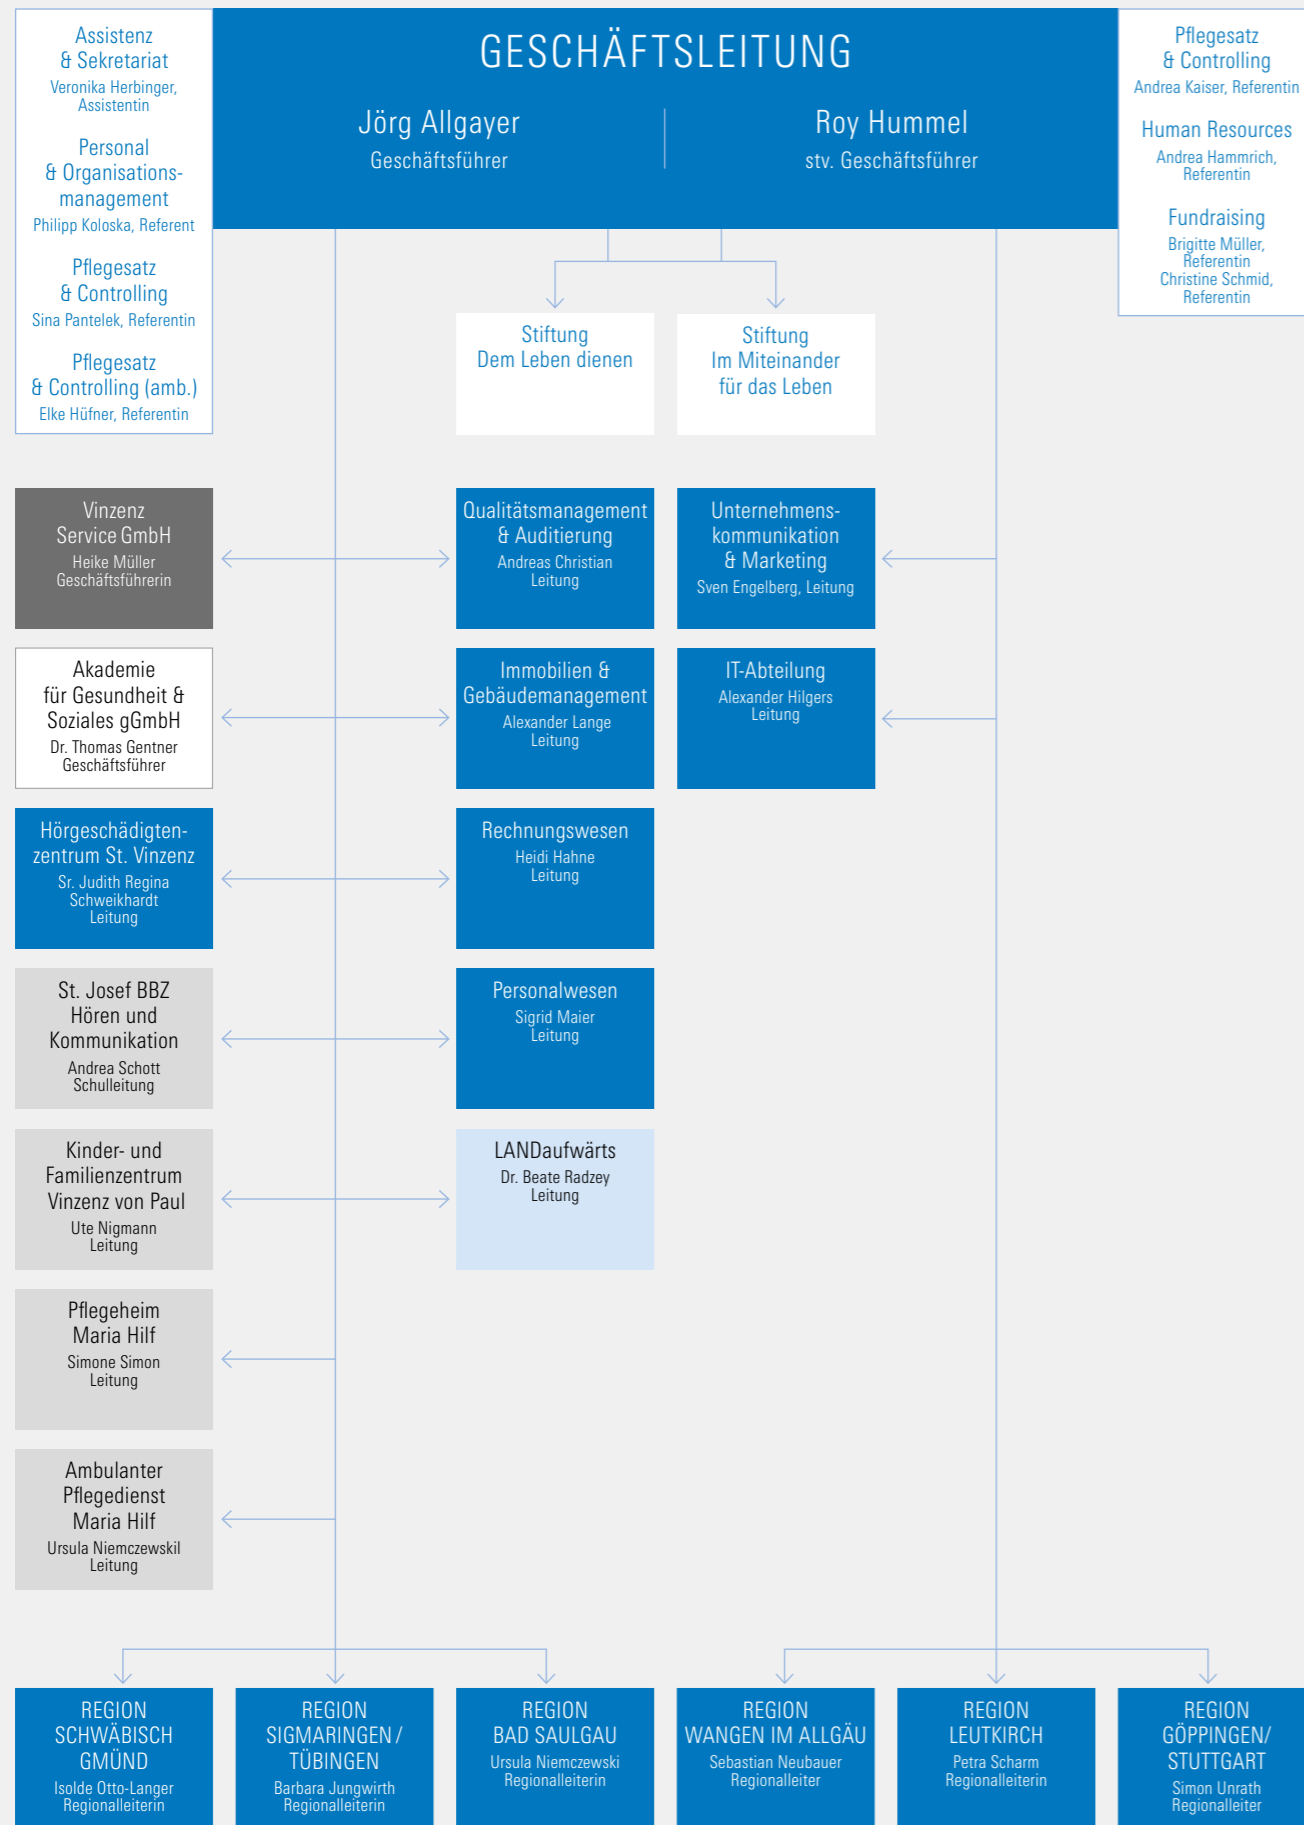 Assistenz
& Sekretariat
Veronika Herbinger,
Assistentin
Personal
& Organisations-
management
Philipp Koloska, Referent
Pflegesatz
& Controlling
Sina Pantelek, Referentin
Pflegesatz
& Controlling (amb.)
Elke Hüfner, Referentin
GESCHÄFTSLEITUNG
Jörg Allgayer
Geschäftsführer
Roy Hummel
stv. Geschäftsführer
Pflegesatz
& Controlling
Andrea Kaiser, Referentin
Human Resources
Andrea Hammrich,
Referentin
Fundraising
Brigitte Müller,
Referentin
Christine Schmid,
Referentin
Stiftung
Dem Leben dienen
Stiftung
Im Miteinander
für das Leben
Vinzenz
Service GmbH
Heike Müller
Geschäftsführerin
Qualitätsmanagement
& Auditierung
Andreas Christian
Leitung
Unternehmens-
kommunikation
& Marketing
Sven Engelberg, Leitung
Akademie
für Gesundheit &
Soziales gGmbH
Dr. Thomas Gentner
Geschäftsführer
Immobilien &
Gebäudemanagement
Alexander Lange
Leitung
IT-Abteilung
Alexander Hilgers
Leitung
Hörgeschädigten-
zentrum St. Vinzenz
Sr. Judith Regina
Schweikhardt
Leitung
Rechnungswesen
Heidi Hahne
Leitung
St. Josef BBZ
Hören und
Kommunikation
Andrea Schott
Schulleitung
Personalwesen
Sigrid Maier
Leitung
Kinder- und
Familienzentrum
Vinzenz von Paul
Ute Nigmann
Leitung
LANDaufwärts
Dr. Beate Radzey
Leitung
Pflegeheim
Maria Hilf
Simone Simon
Leitung
Ambulanter
Pflegedienst
Maria Hilf
Ursula Niemczewskil
Leitung
REGION
SCHWÄBISCH
GMÜND
Isolde Otto-Langer
Regionalleiterin
REGION
SIGMARINGEN /
TÜBINGEN
Barbara Jungwirth
Regionalleiterin
REGION
BAD SAULGAU
Ursula Niemczewski
Regionalleiterin
REGION
WANGEN IM ALLGÄU
Sebastian Neubauer
Regionalleiter
REGION
LEUTKIRCH
Petra Scharm
Regionalleiterin
REGION
GÖPPINGEN/
STUTTGART
Simon Unrath
Regionalleiter